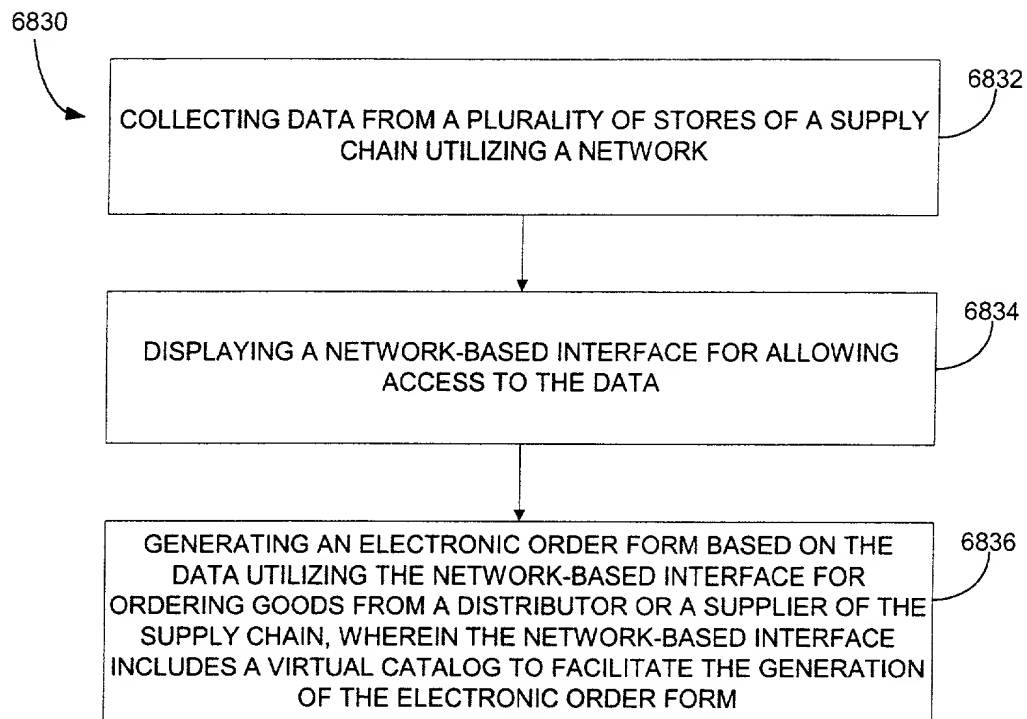 6830
6832
COLLECTING DATA FROM A PLURALITY OF STORES OF A SUPPLY
CHAIN UTILIZING A NETWORK
6834
DISPLAYING A NETWORK-BASED INTERFACE FOR ALLOWING
ACCESS TO THE DATA
6836
GENERATING AN ELECTRONIC ORDER FORM BASED ON THE
DATA UTILIZING THE NETWORK-BASED INTERFACE FOR
ORDERING GOODS FROM A DISTRIBUTOR OR A SUPPLIER OF THE
SUPPLY CHAIN, WHEREIN THE NETWORK-BASED INTERFACE
INCLUDES A VIRTUAL CATALOG TO FACILITATE THE GENERATION
OF THE ELECTRONIC ORDER FORM